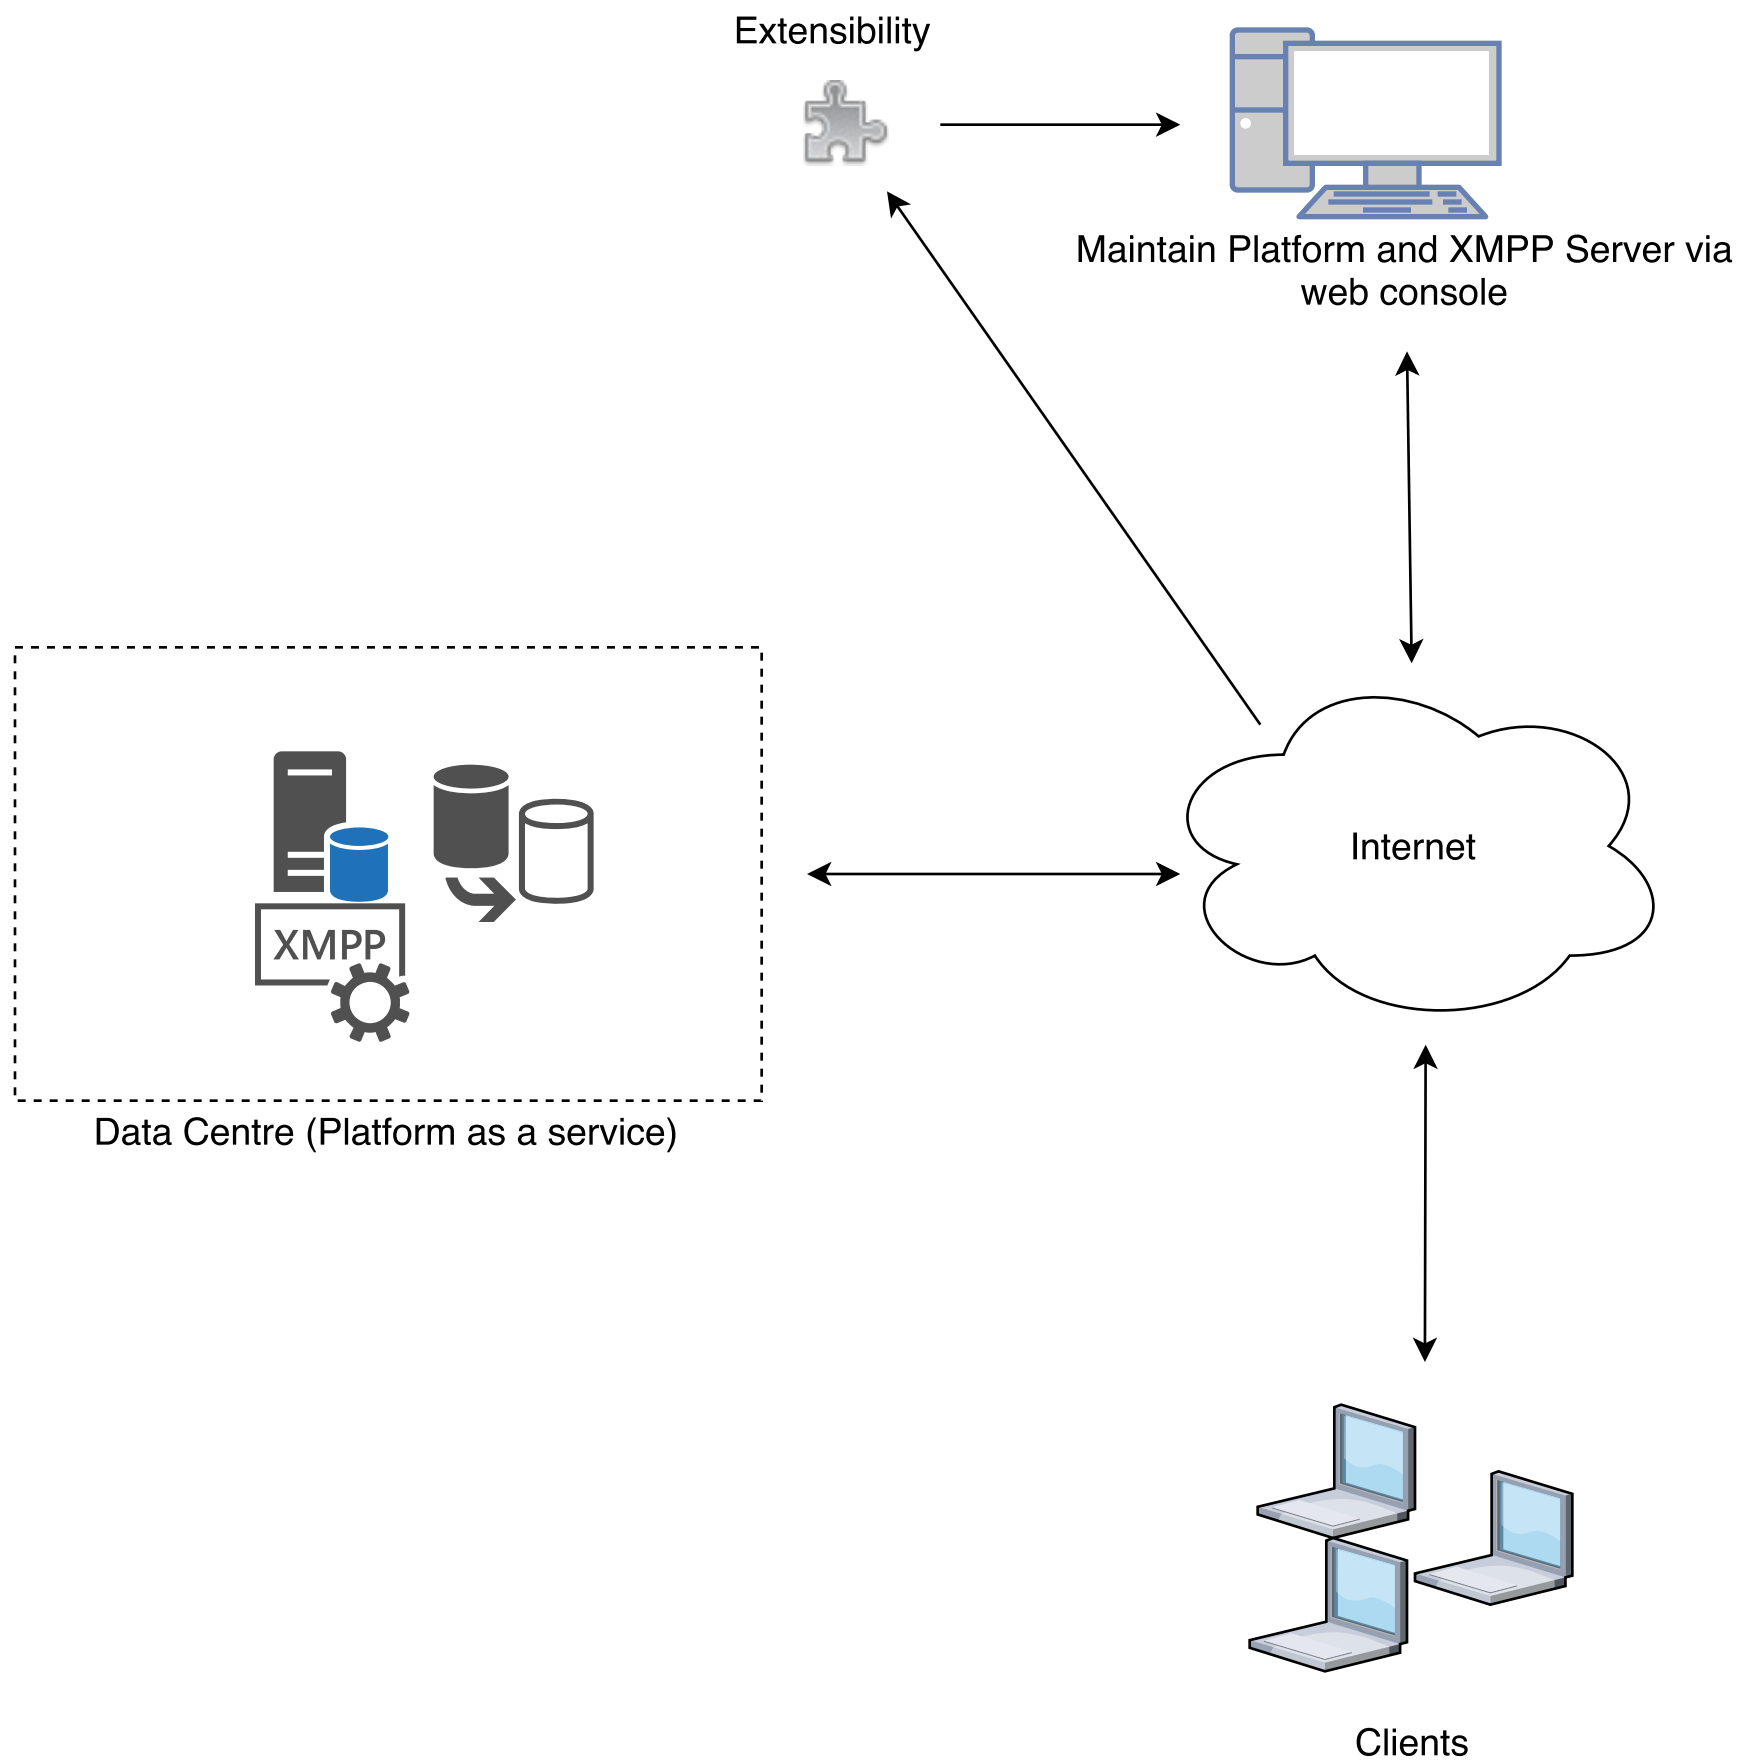 Extensibility
Maintain Platform and XMPP Server via
web console
Internet
XMPP
Data Centre (Platform as a service)
Clients